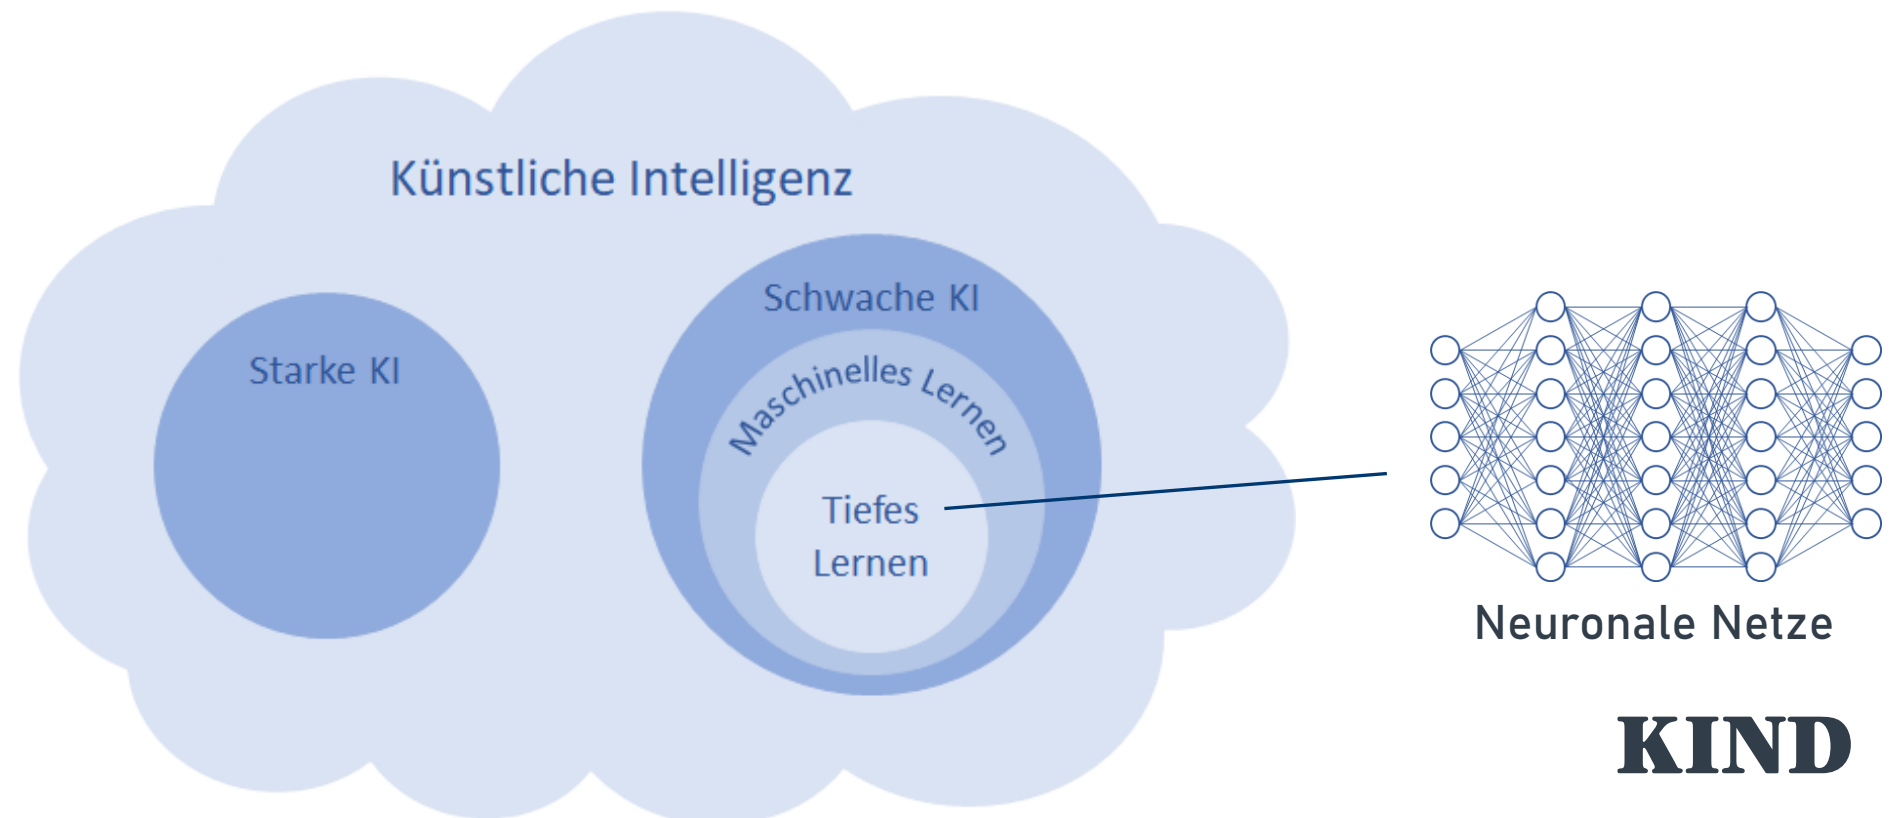 Künstliche Intelligenz
Starke KI
Schwache KI
Maschinelles Lernen
Tiefes
Lernen
Neuronale Netze
KIND